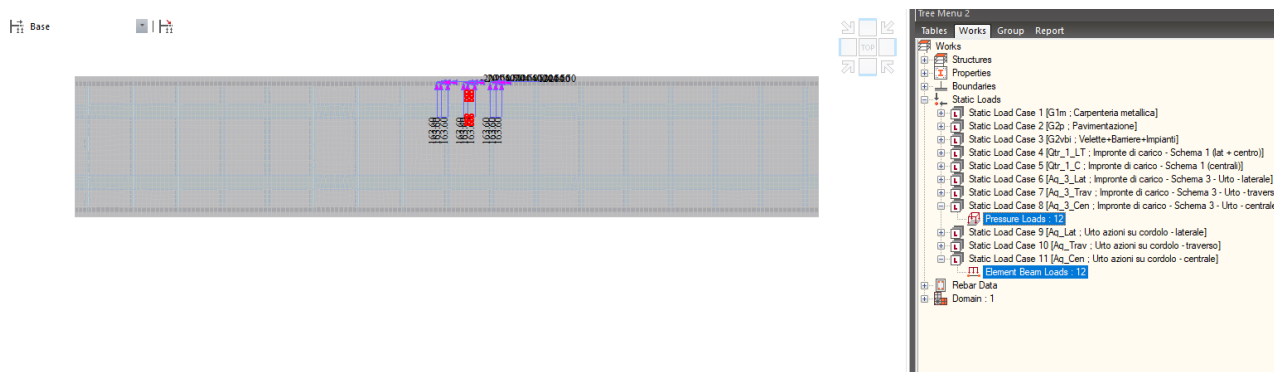 Tree Menu 2
Base
TOP
Tables Works Group Report
Works
Structures
Properties
Boundaries
Static Loads
Static Load Case 1 [G1m ; Carpenteria metallica]
Static Load Case 2 [G2p ; Pavimentazione]
Static Load Case 3 [G2vbi ; Velette+Barriere+Impianti]
Static Load Case 4 [Qtr_1_LT ; Impronte di carico - Schema 1 (lat + centro)]
Static Load Case 5 [Qtr_1_C ; Impronte di carico - Schema 1 (centrali)]
Static Load Case 6 [Aq_3_Lat ; Impronte di carico - Schema 3 - Urto - laterale]
Static Load Case 7 [Aq_3_Trav ; Impronte di carico - Schema 3 - Urto - travers
Static Load Case 8 [Aq_3_Cen ; Impronte di carico - Schema 3 - Urto - centrale
Pressure Loads : 12
Static Load Case 9 [Aq_Lat ; Urto azioni su cordolo - laterale]
Static Load Case 10 [Aq_Trav ; Urto azioni su cordolo - traverso]
Static Load Case 11 [Aq_Cen ; Urto azioni su cordolo - centrale]
Element Beam Loads : 12
Rebar Data
Domain : 1
163.60
163.60
163.60